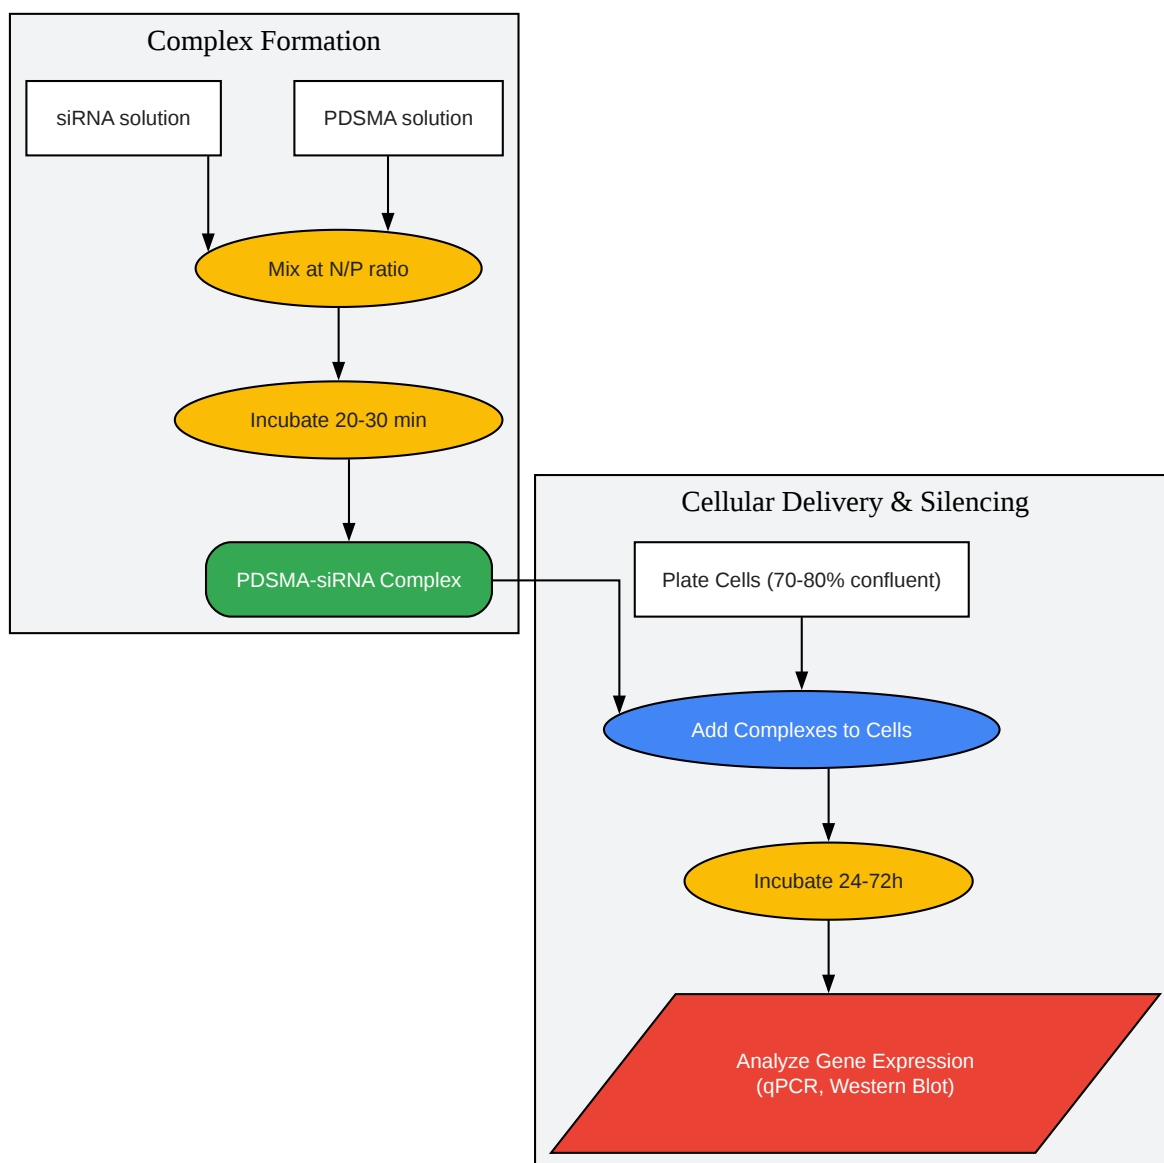 Complex Formation
siRNA solution
PDSMA solution
Mix at N/P ratio
Incubate 20-30 min
PDSMA-siRNA Complex
Cellular Delivery & Silencing
Plate Cells (70-80% confluent)
Add Complexes to Cells
Incubate 24-72h
Analyze Gene Expression
(qPCR, Western Blot)